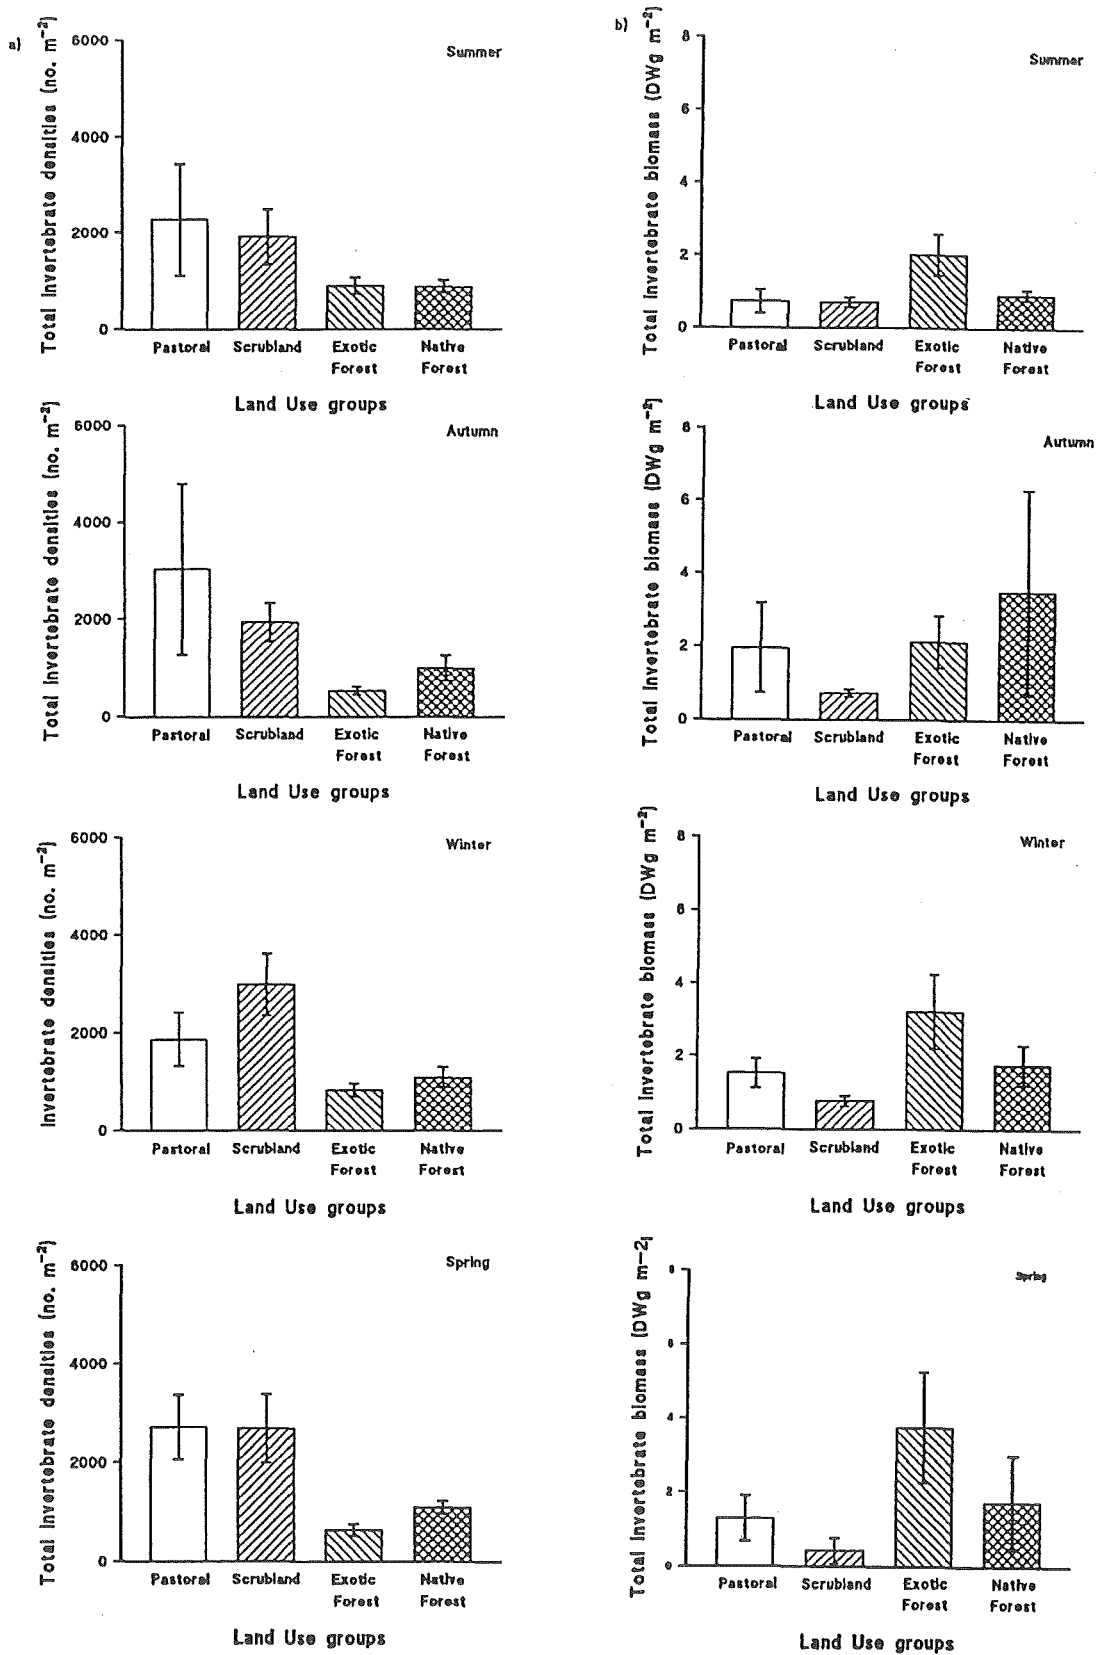 a)
Total Invertebrate densities (no. m⁻²)
6000
4000
2000
0
Summer
Pastoral Scrubland Exotic Native
Forest Forest
Land Use groups
Total Invertebrate densities (no. m⁻²)
6000
4000
2000
0
Autumn
Pastoral Scrubland Exotic Native
Forest Forest
Land Use groups
Invertebrate densities (no. m⁻²)
6000
4000
2000
0
Winter
Pastoral Scrubland Exotic Native
Forest Forest
Land Use groups
Total Invertebrate densities (no. m⁻²)
6000
4000
2000
0
Spring
Pastoral Scrubland Exotic Native
Forest Forest
Land Use groups
b)
Total Invertebrate biomass (DWg m⁻²)
8
6
4
2
0
Summer
Pastoral Scrubland Exotic Native
Forest Forest
Land Use groups
Total Invertebrate biomass (DWg m⁻²)
8
6
4
2
0
Autumn
Pastoral Scrubland Exotic Native
Forest Forest
Land Use groups
Total Invertebrate biomass (DWg m⁻²)
8
6
4
2
0
Winter
Pastoral Scrubland Exotic Native
Forest Forest
Land Use groups
Total Invertebrate biomass (DWg m-2)
8
6
4
2
0
Spring
Pastoral Scrubland Exotic Native
Forest Forest
Land Use groups